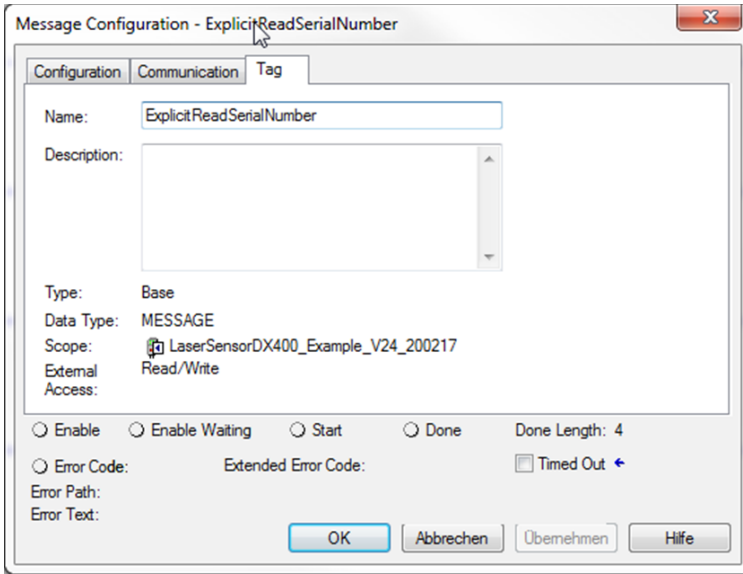 Message Configuration - ExplicitReadSerialNumber
Configuration Communication Tag
Name: ExplicitReadSerialNumber
Description:
Type: Base
Data Type: MESSAGE
Scope: LaserSensorDX400_Example_V24_200217
External Access: Read/Write
Enable Enable Waiting Start Done Done Length: 4
Error Code: Extended Error Code: Timed Out
Error Path:
Error Text:
OK Abbrechen Übernehmen Hilfe